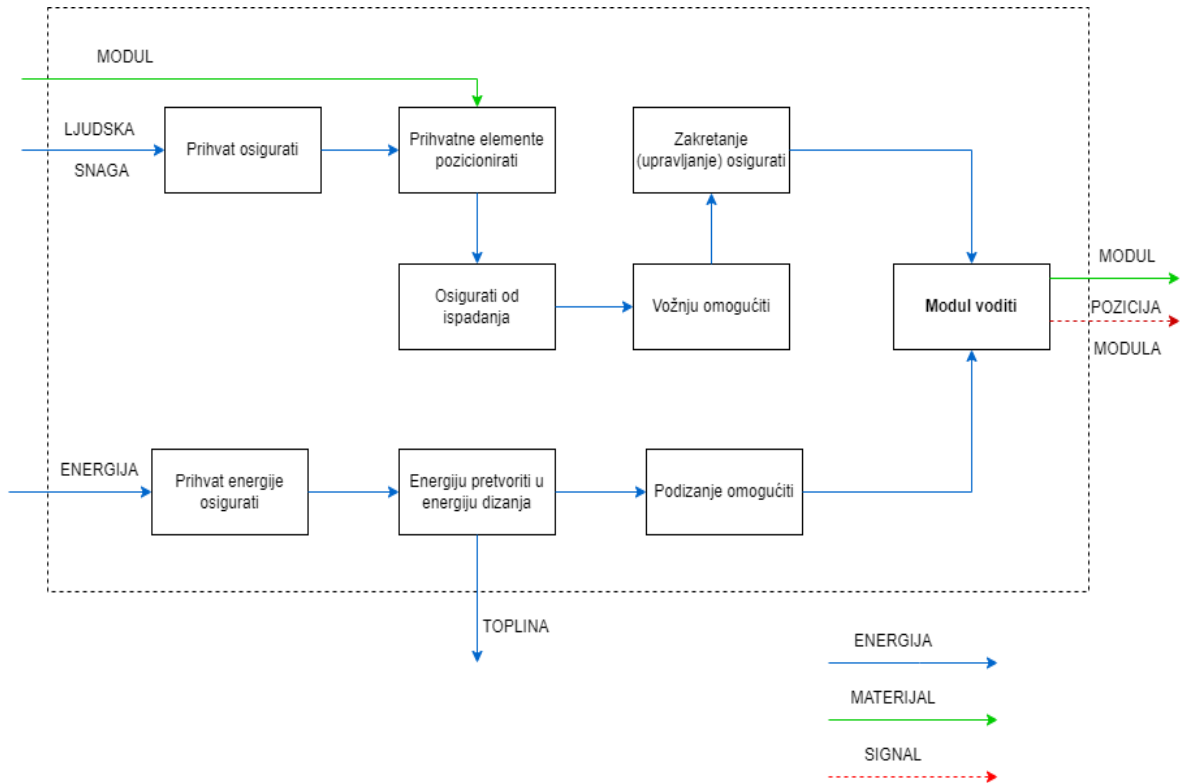 MODUL
LJUDSKA
SNAGA
Prihvat osigurati
Prihvatne elemente
pozicionirati
Zakretanje
(upravljanje) osigurati
Osigurati od
ispadanja
Vožnju omogućiti
Modul voditi
MODUL
POZICIJA
MODULA
ENERGIJA
Prihvat energije
osigurati
Energiju pretvoriti u
energiju dizanja
Podizanje omogućiti
TOPLINA
ENERGIJA
MATERIJAL
SIGNAL